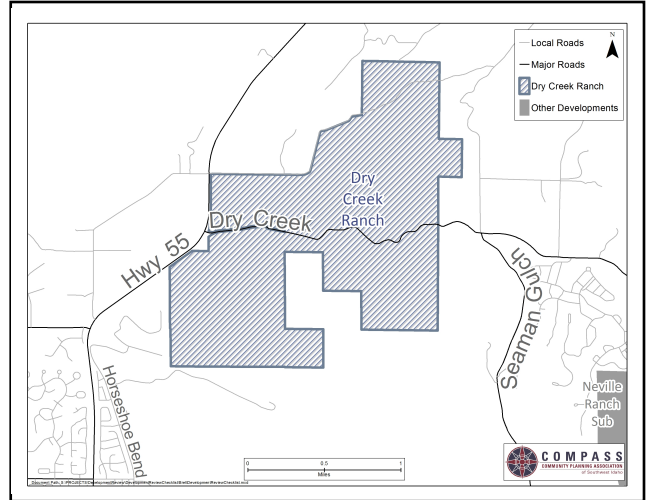 N
Local Roads
Major Roads
Dry Creek Ranch
Other Developments
Dry
Creek
Ranch
Dry Creek
Hwy 55
Seaman Gulch
Horseshoe Bend
Neville
Ranch
Sub
0 0.5 1
Miles
COMPASS
COMMUNITY PLANNING ASSOCIATION
of Southwest Idaho